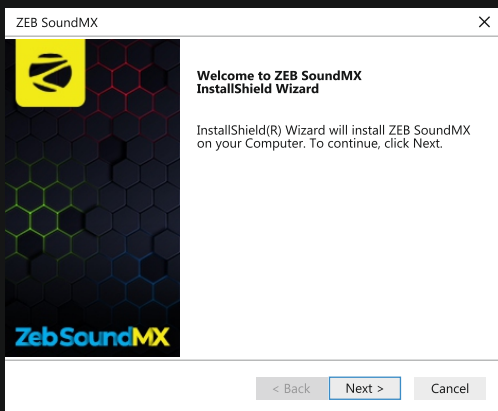 ZEB SoundMX
Welcome to ZEB SoundMX
InstallShield Wizard
InstallShield(R) Wizard will install ZEB SoundMX
on your Computer. To continue, click Next.
ZebSoundMX
< Back
Next >
Cancel